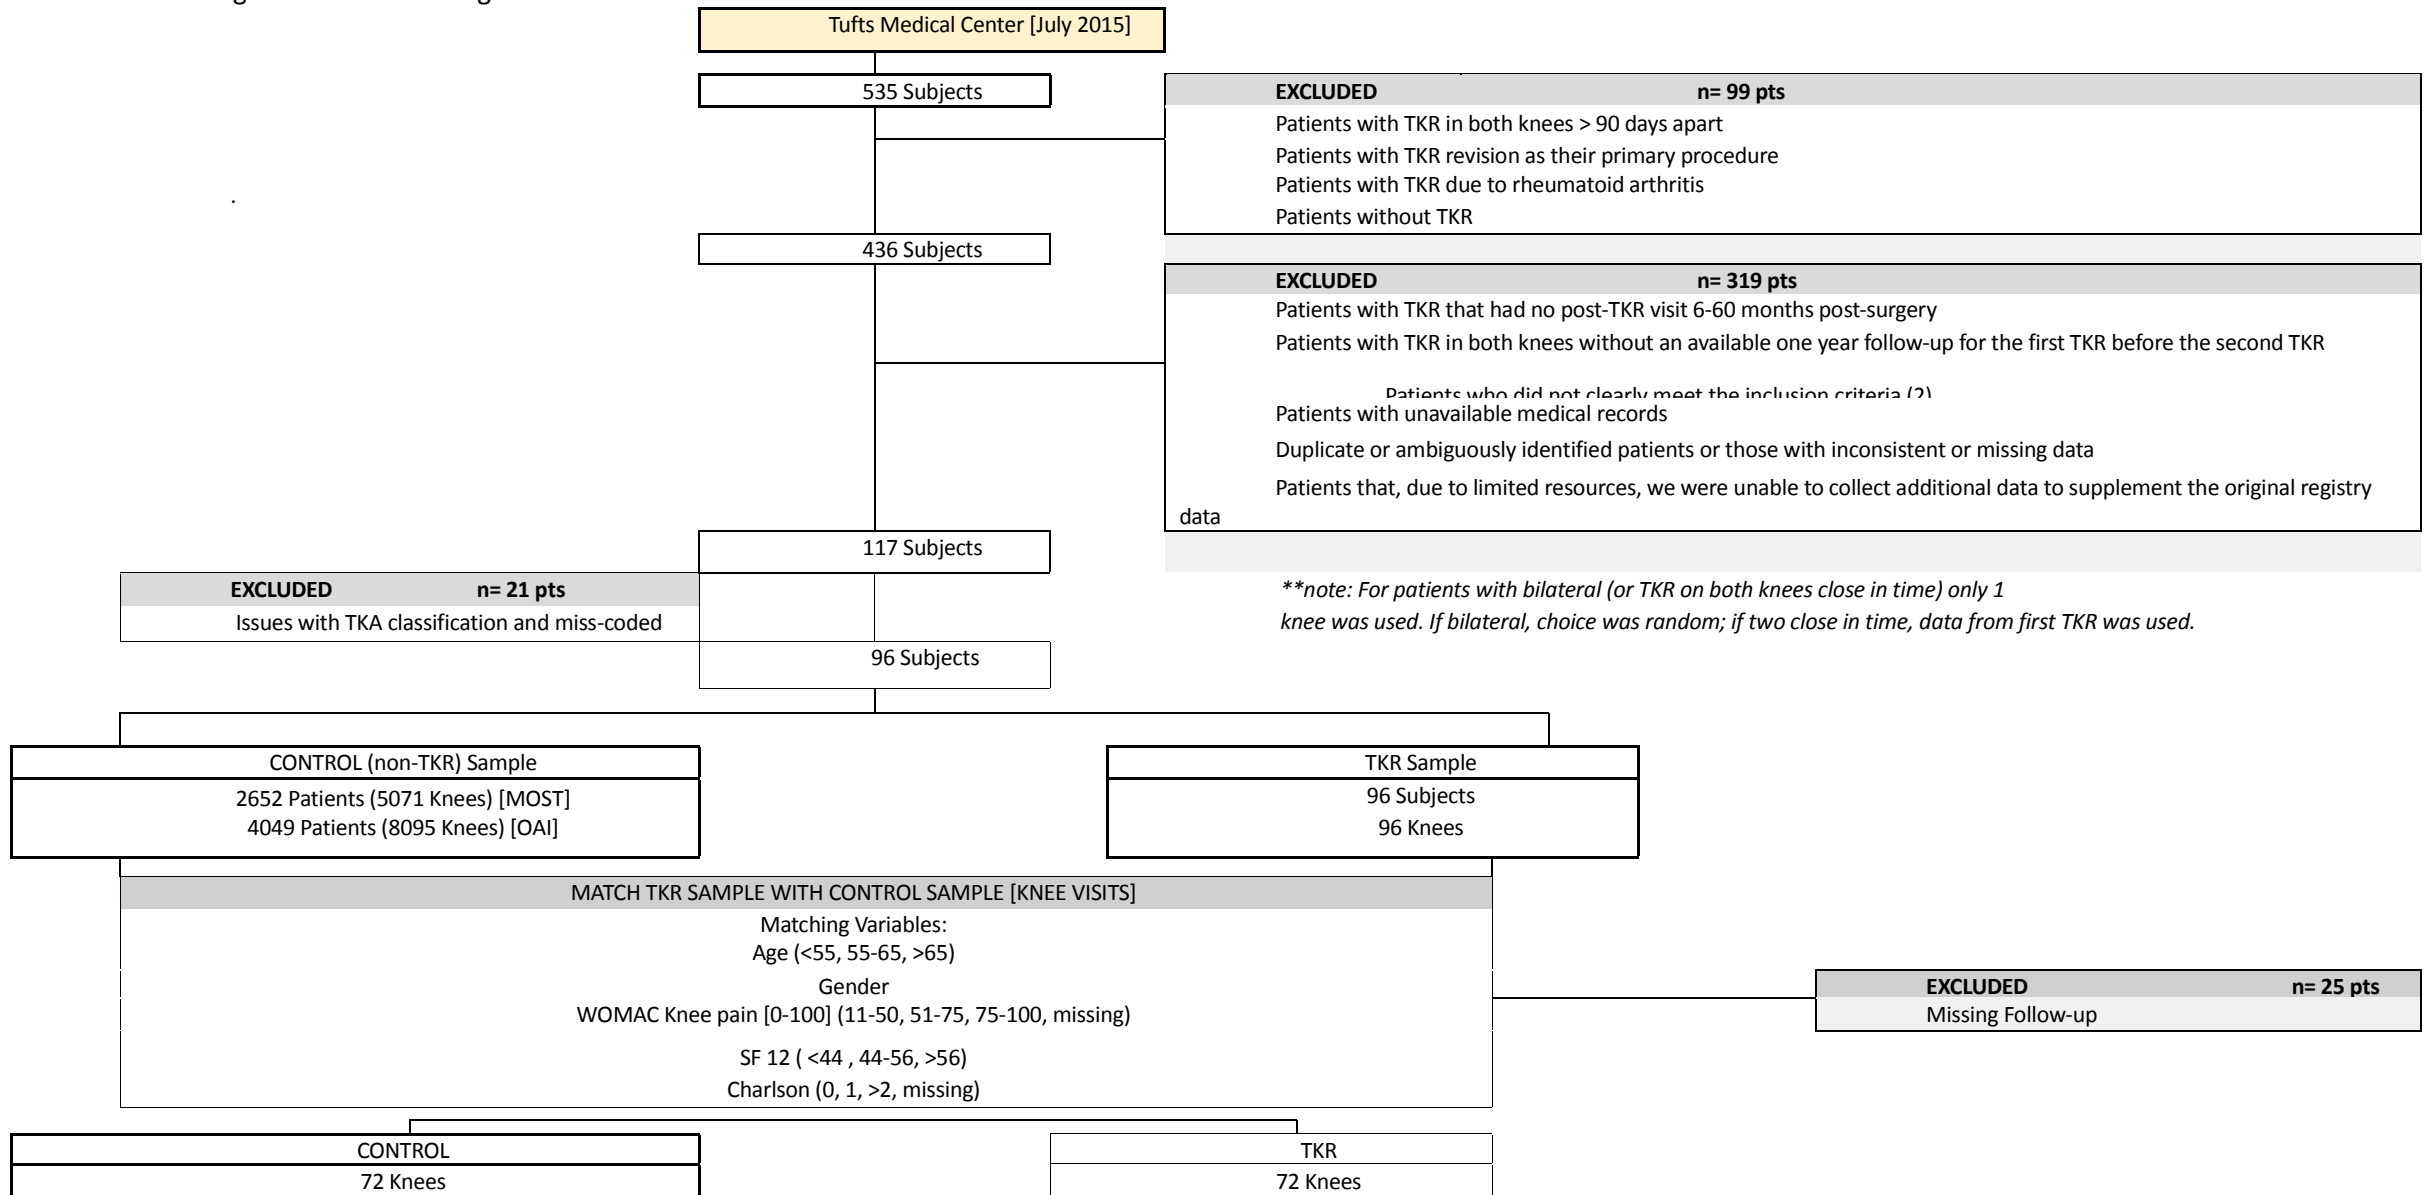 Tufts Medical Center [July 2015]
535 Subjects
EXCLUDED n= 99 pts
Patients with TKR in both knees > 90 days apart
Patients with TKR revision as their primary procedure
Patients with TKR due to rheumatoid arthritis
.
Patients without TKR
436 Subjects
EXCLUDED n= 319 pts
Patients with TKR that had no post-TKR visit 6-60 months post-surgery
Patients with TKR in both knees without an available one year follow-up for the first TKR before the second TKR
Patients who did not clearly meet the inclusion criteria (2)
Patients with unavailable medical records
Duplicate or ambiguously identified patients or those with inconsistent or missing data
Patients that, due to limited resources, we were unable to collect additional data to supplement the original registry
data
117 Subjects
EXCLUDED n= 21 pts
Issues with TKA classification and miss-coded
**note: For patients with bilateral (or TKR on both knees close in time) only 1
knee was used. If bilateral, choice was random; if two close in time, data from first TKR was used.
96 Subjects
CONTROL (non-TKR) Sample
2652 Patients (5071 Knees) [MOST]
4049 Patients (8095 Knees) [OAI]
TKR Sample
96 Subjects
96 Knees
MATCH TKR SAMPLE WITH CONTROL SAMPLE [KNEE VISITS]
Matching Variables:
Age (<55, 55-65, >65)
Gender
WOMAC Knee pain [0-100] (11-50, 51-75, 75-100, missing)
SF 12 ( <44 , 44-56, >56)
Charlson (0, 1, >2, missing)
EXCLUDED n= 25 pts
Missing Follow-up
CONTROL
72 Knees
TKR
72 Knees